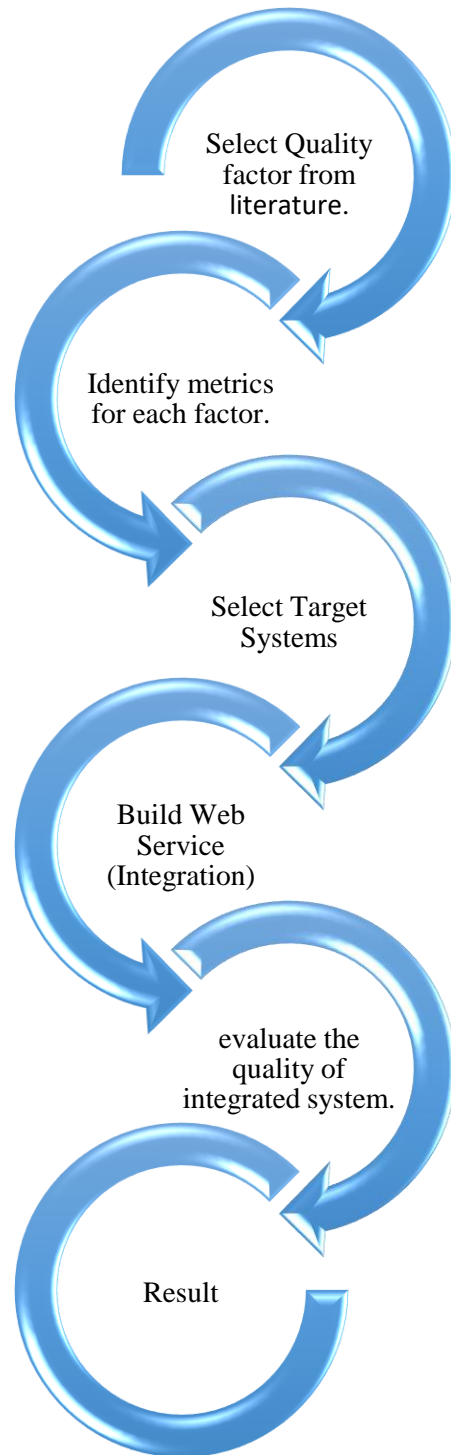 Select Quality
factor from
literature.
Identify metrics
for each factor.
Select Target
Systems
Build Web
Service
(Integration)
evaluate the
quality of
integrated system.
Result